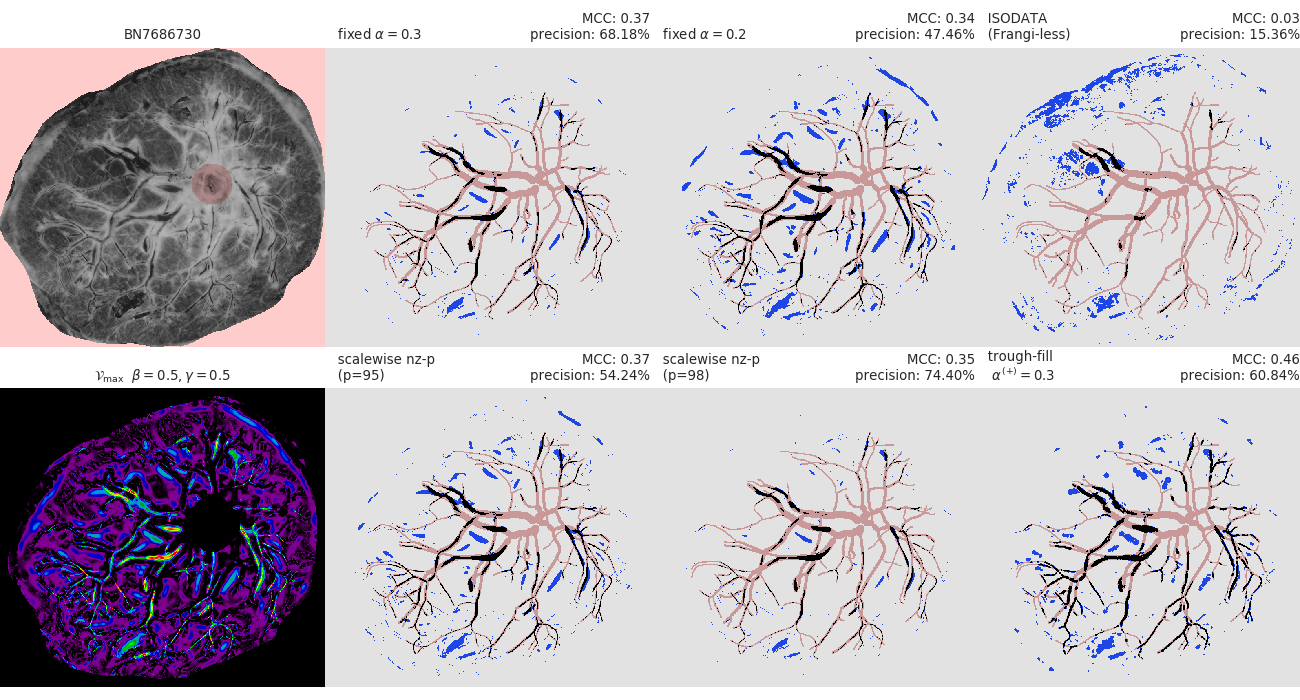 BN7686730
fixed α = 0.3
MCC: 0.37
precision: 68.18%
fixed α = 0.2
MCC: 0.34
precision: 47.46%
ISODATA
(Frangi-less)
MCC: 0.03
precision: 15.36%
𝒱max β = 0.5, γ = 0.5
scalewise nz-p
(p=95)
MCC: 0.37
precision: 54.24%
scalewise nz-p
(p=98)
MCC: 0.35
precision: 74.40%
trough-fill
α⁽⁺⁾ = 0.3
MCC: 0.46
precision: 60.84%